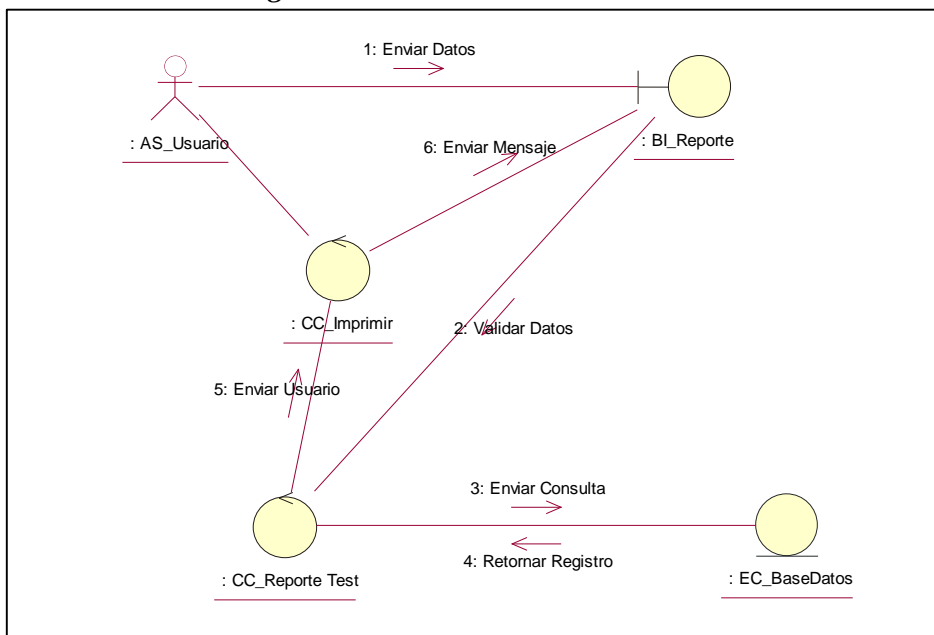 1: Enviar Datos
: AS_Usuario
: BI_Reporte
6: Enviar Mensaje
: CC_Imprimir
2: Validar Datos
5: Enviar Usuario
3: Enviar Consulta
4: Retornar Registro
: CC_Reporte Test
: EC_BaseDatos